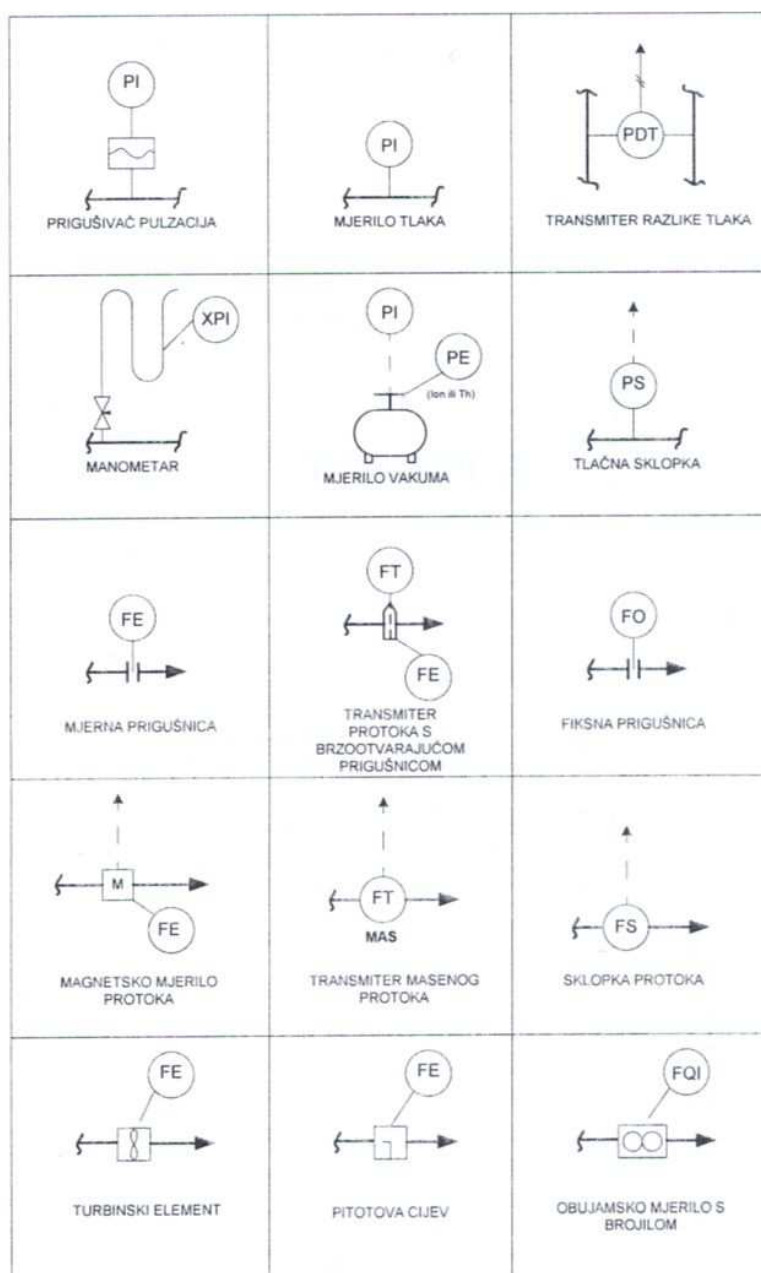 PI
PRIGUŠIVAČ PULZACIJA
PI
MJERILO TLAKA
PDT
TRANSMITER RAZLIKE TLAKA
XPI
MANOMETAR
PI
PE
(Ion ili Th)
MJERILO VAKUMA
PS
TLAČNA SKLOPKA
FE
MJERNA PRIGUŠNICA
FT
FE
TRANSMITER
PROTOKA S
BRZOOTVARAJUĆOM
PRIGUŠNICOM
FO
FIKSNA PRIGUŠNICA
M
FE
MAGNETSKO MJERILO
PROTOKA
FT
MAS
TRANSMITER MASENOG
PROTOKA
FS
SKLOPKA PROTOKA
FE
TURBINSKI ELEMENT
FE
PITOTOVA CIJEV
FQI
OBUJAMSKO MJERILO S
BROJILOM